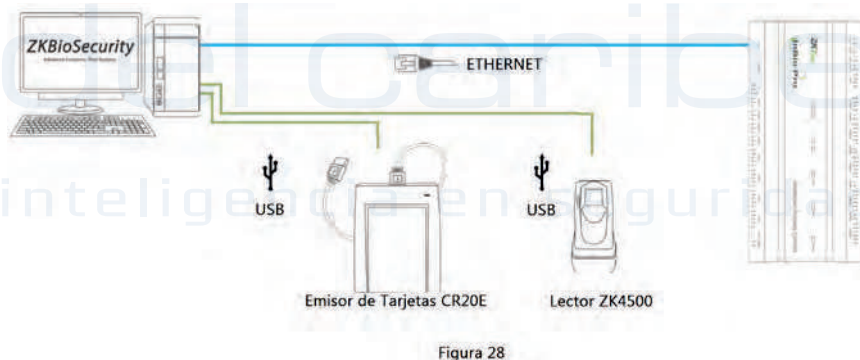 del caribe
ZKBioSecurity
ETHERNET
inteligencia en seguridad
USB
USB
Emisor de Tarjetas CR20E
Lector ZK4500
Figura 28